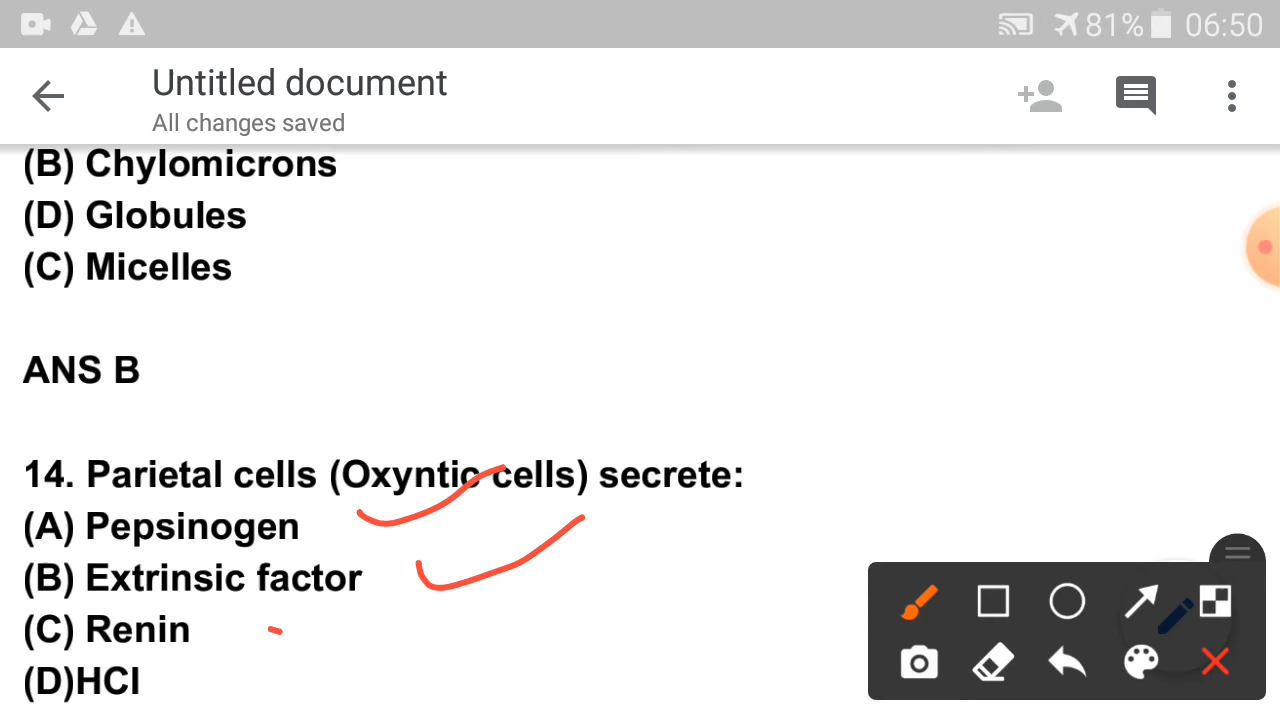 81% 06:50
Untitled document
All changes saved
(B) Chylomicrons
(D) Globules
(C) Micelles
ANS B
14. Parietal cells (Oxyntic cells) secrete:
(A) Pepsinogen
(B) Extrinsic factor
(C) Renin
(D)HCl